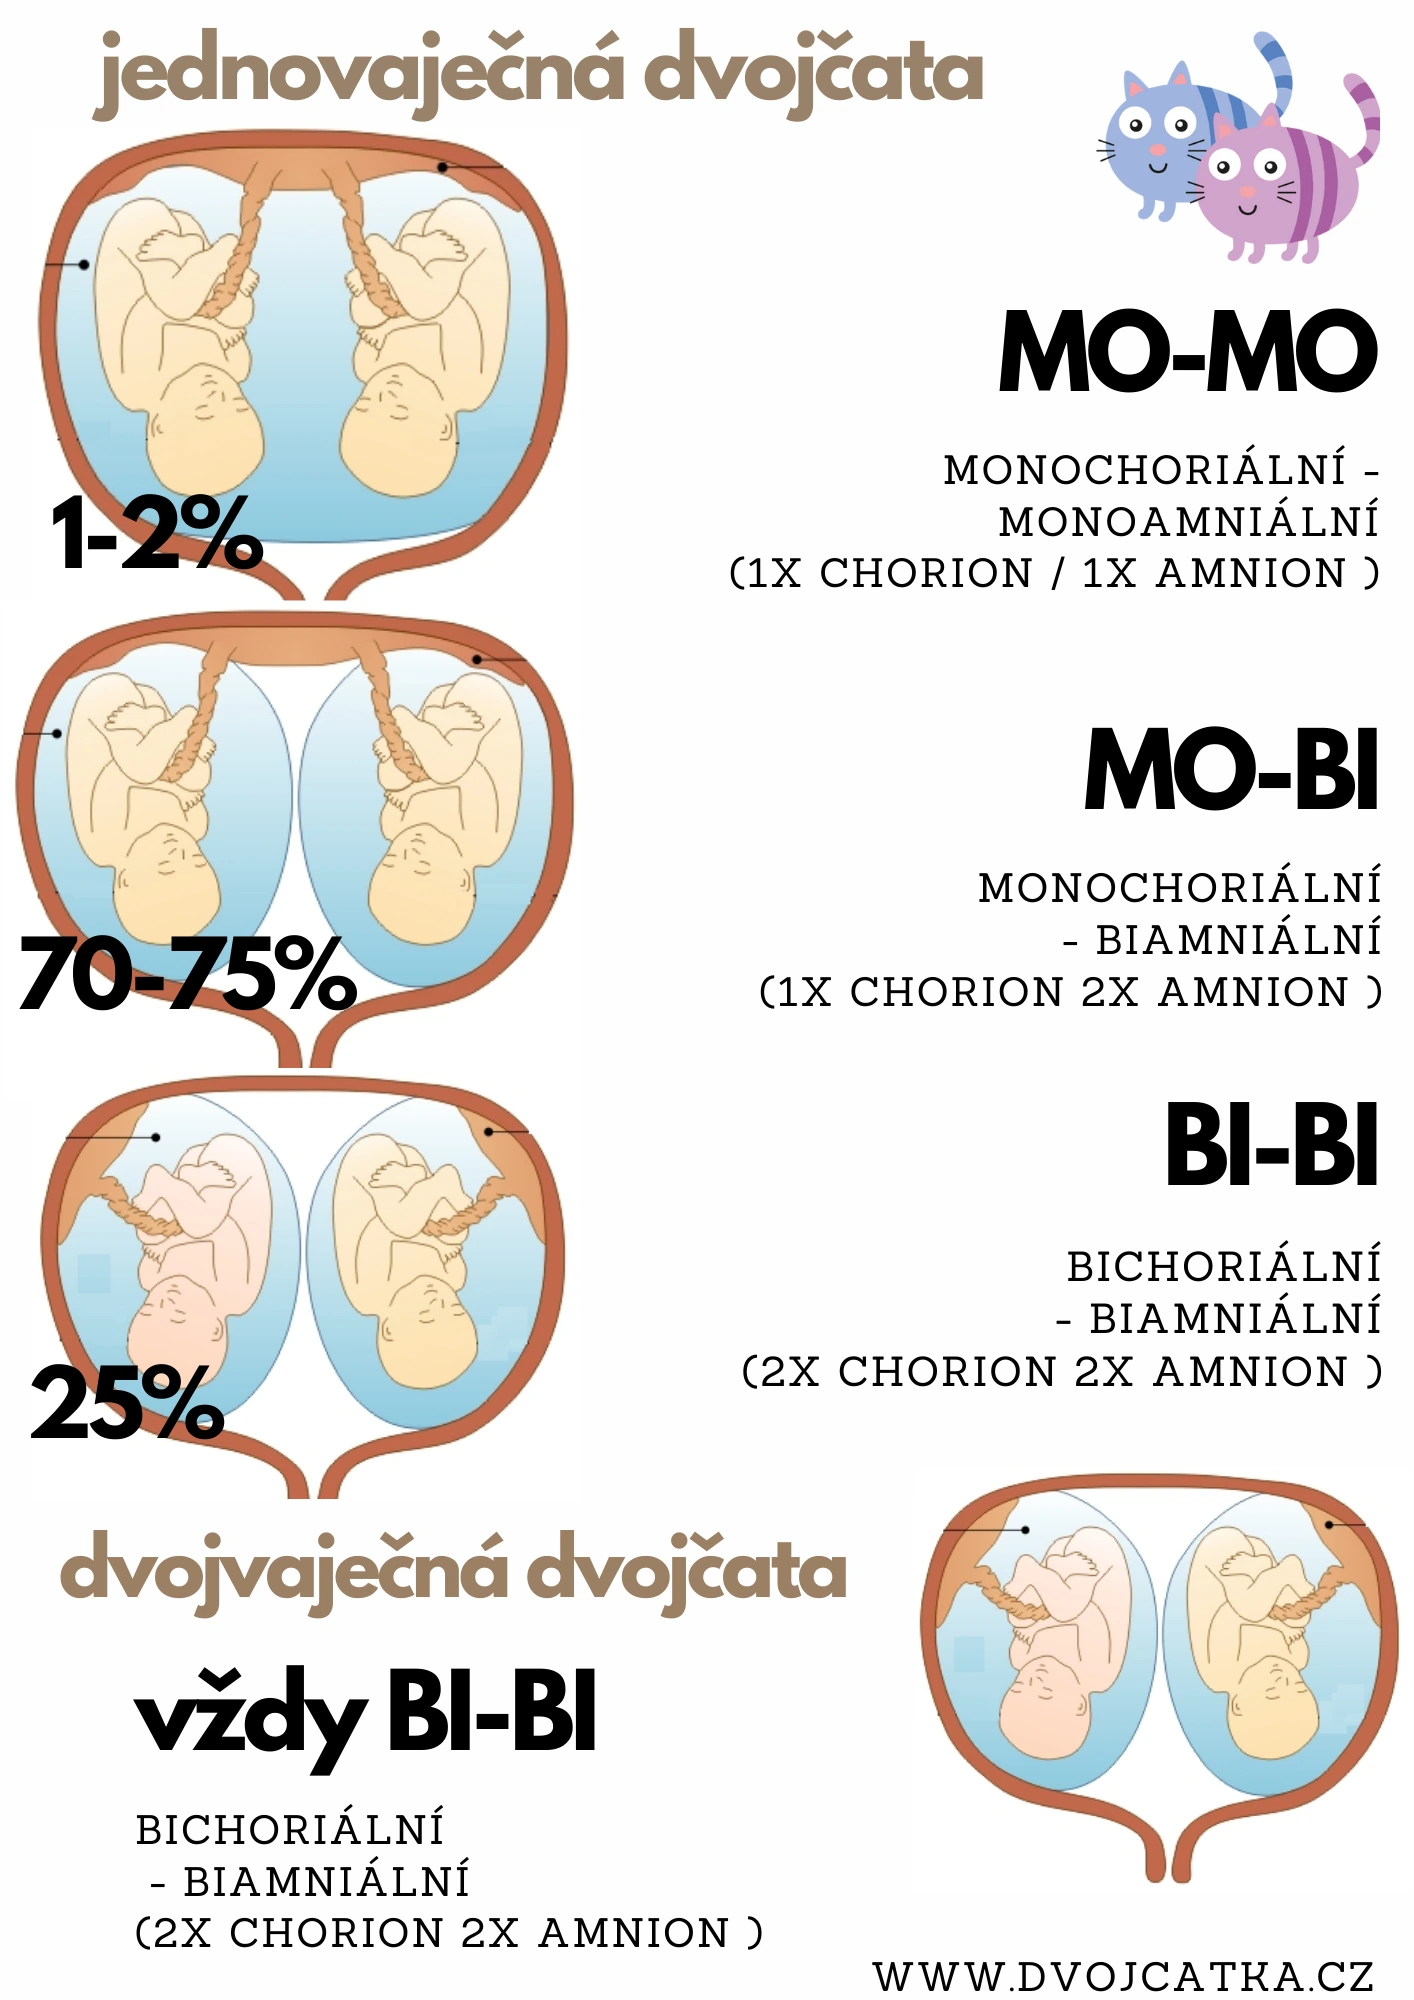 jednovaječná dvojčata
MO-MO
MONOCHORIÁLNÍ -
MONOAMNIÁLNÍ
(1X CHORION / 1X AMNION )
1-2%
MO-BI
MONOCHORIÁLNÍ
- BIAMNIÁLNÍ
(1X CHORION 2X AMNION )
70-75%
BI-BI
BICHORIÁLNÍ
- BIAMNIÁLNÍ
(2X CHORION 2X AMNION )
25%
dvojvaječná dvojčata
vždy BI-BI
BICHORIÁLNÍ
- BIAMNIÁLNÍ
(2X CHORION 2X AMNION )
WWW.DVOJCATKA.CZ